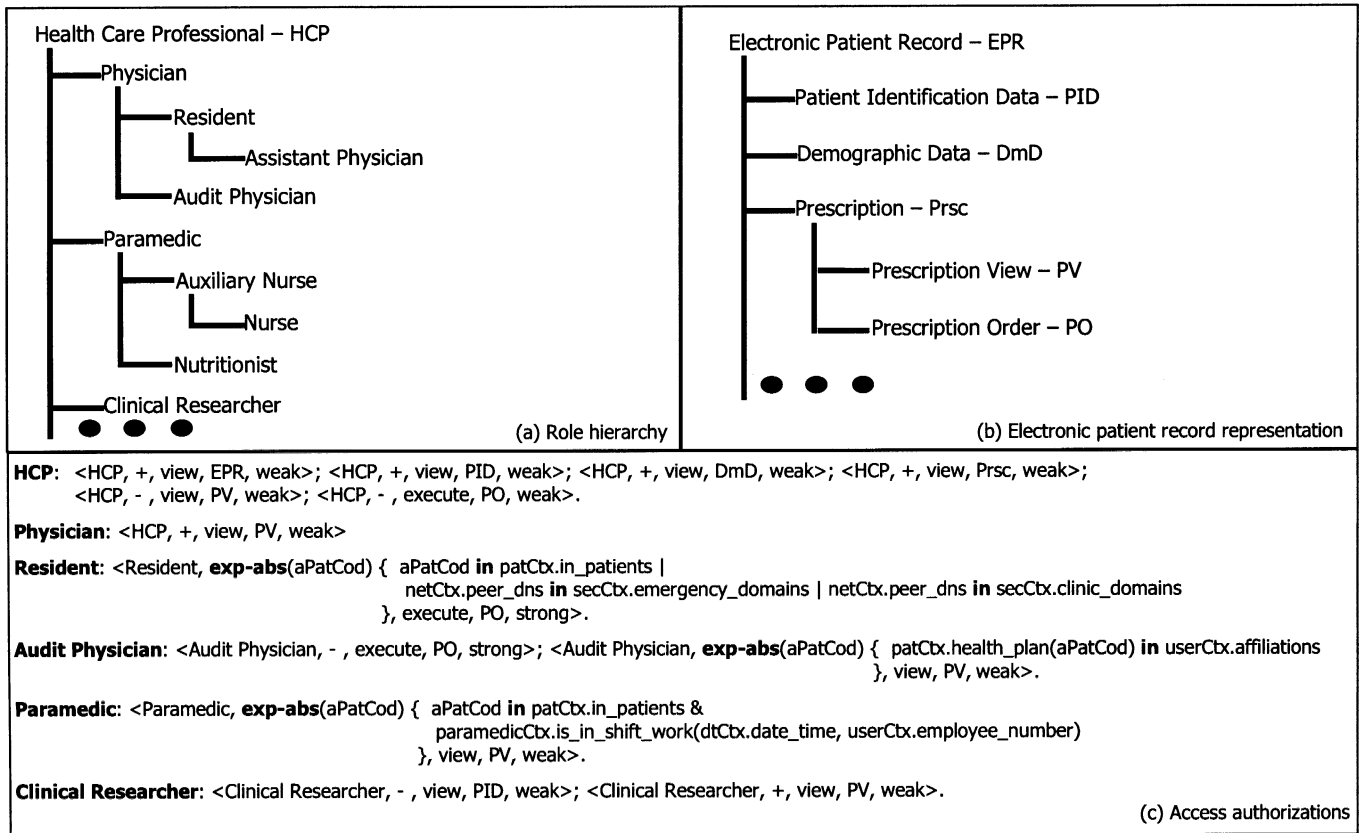 Health Care Professional – HCP
Physician
Resident
Assistant Physician
Audit Physician
Paramedic
Auxiliary Nurse
Nurse
Nutritionist
Clinical Researcher
(a) Role hierarchy
Electronic Patient Record – EPR
Patient Identification Data – PID
Demographic Data – DmD
Prescription – Prsc
Prescription View – PV
Prescription Order – PO
(b) Electronic patient record representation
HCP: <HCP, +, view, EPR, weak>; <HCP, +, view, PID, weak>; <HCP, +, view, DmD, weak>; <HCP, +, view, Prsc, weak>;
<HCP, - , view, PV, weak>; <HCP, - , execute, PO, weak>.
Physician: <HCP, +, view, PV, weak>
Resident: <Resident, exp-abs(aPatCod) { aPatCod in patCtx.in_patients |
netCtx.peer_dns in secCtx.emergency_domains | netCtx.peer_dns in secCtx.clinic_domains
}, execute, PO, strong>.
Audit Physician: <Audit Physician, - , execute, PO, strong>; <Audit Physician, exp-abs(aPatCod) { patCtx.health_plan(aPatCod) in userCtx.affiliations
}, view, PV, weak>.
Paramedic: <Paramedic, exp-abs(aPatCod) { aPatCod in patCtx.in_patients &
paramedicCtx.is_in_shift_work(dtCtx.date_time, userCtx.employee_number)
}, view, PV, weak>.
Clinical Researcher: <Clinical Researcher, - , view, PID, weak>; <Clinical Researcher, +, view, PV, weak>.
(c) Access authorizations